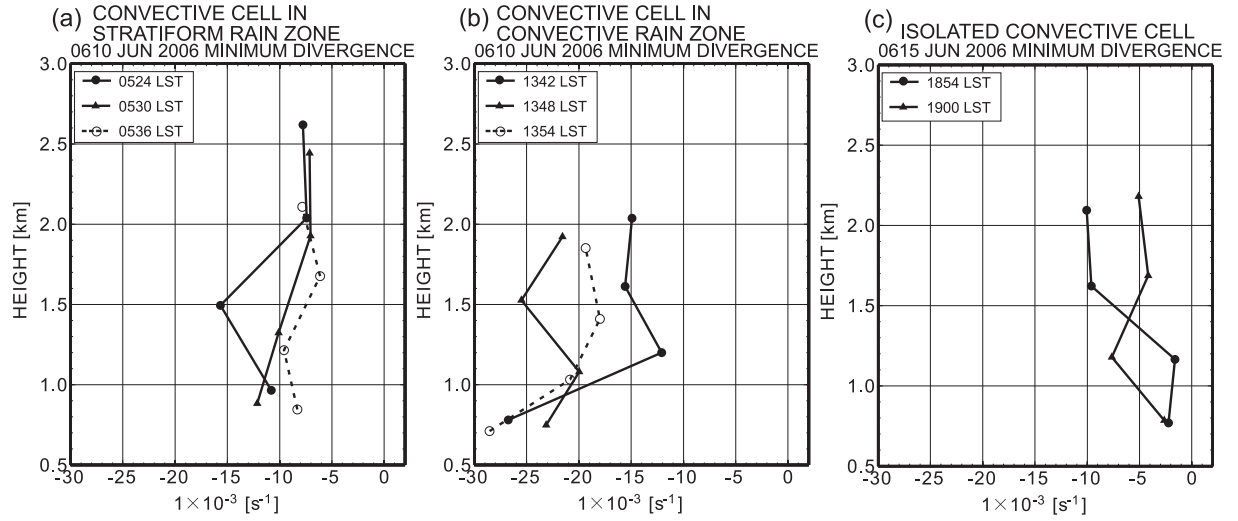 (a) CONVECTIVE CELL IN
STRATIFORM RAIN ZONE
0610 JUN 2006 MINIMUM DIVERGENCE
0524 LST
0530 LST
0536 LST
3.0
2.5
2.0
1.5
1.0
0.5
HEIGHT [km]
-30 -25 -20 -15 -10 -5 0
1×10⁻³ [s⁻¹]
(b) CONVECTIVE CELL IN
CONVECTIVE RAIN ZONE
0610 JUN 2006 MINIMUM DIVERGENCE
1342 LST
1348 LST
1354 LST
3.0
2.5
2.0
1.5
1.0
0.5
HEIGHT [km]
-30 -25 -20 -15 -10 -5 0
1×10⁻³ [s⁻¹]
(c) ISOLATED CONVECTIVE CELL
0615 JUN 2006 MINIMUM DIVERGENCE
1854 LST
1900 LST
3.0
2.5
2.0
1.5
1.0
0.5
HEIGHT [km]
-30 -25 -20 -15 -10 -5 0
1×10⁻³ [s⁻¹]